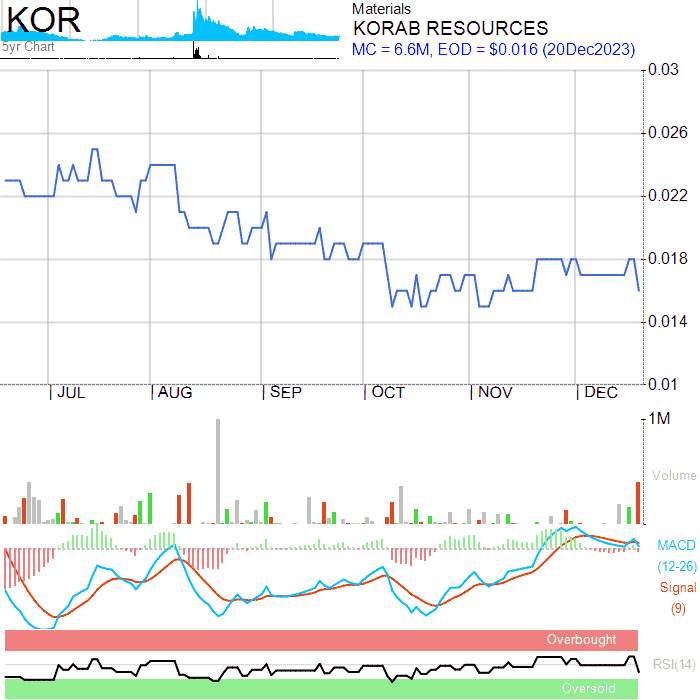 KOR
5yr Chart
Materials
KORAB RESOURCES
MC = 6.6M, EOD = $0.016 (20Dec2023)
0.03
0.026
0.022
0.018
0.014
0.01
JUL AUG SEP OCT NOV DEC
1M
Volume
MACD
(12-26)
Signal
(9)
Overbought
RSI(14)
Oversold